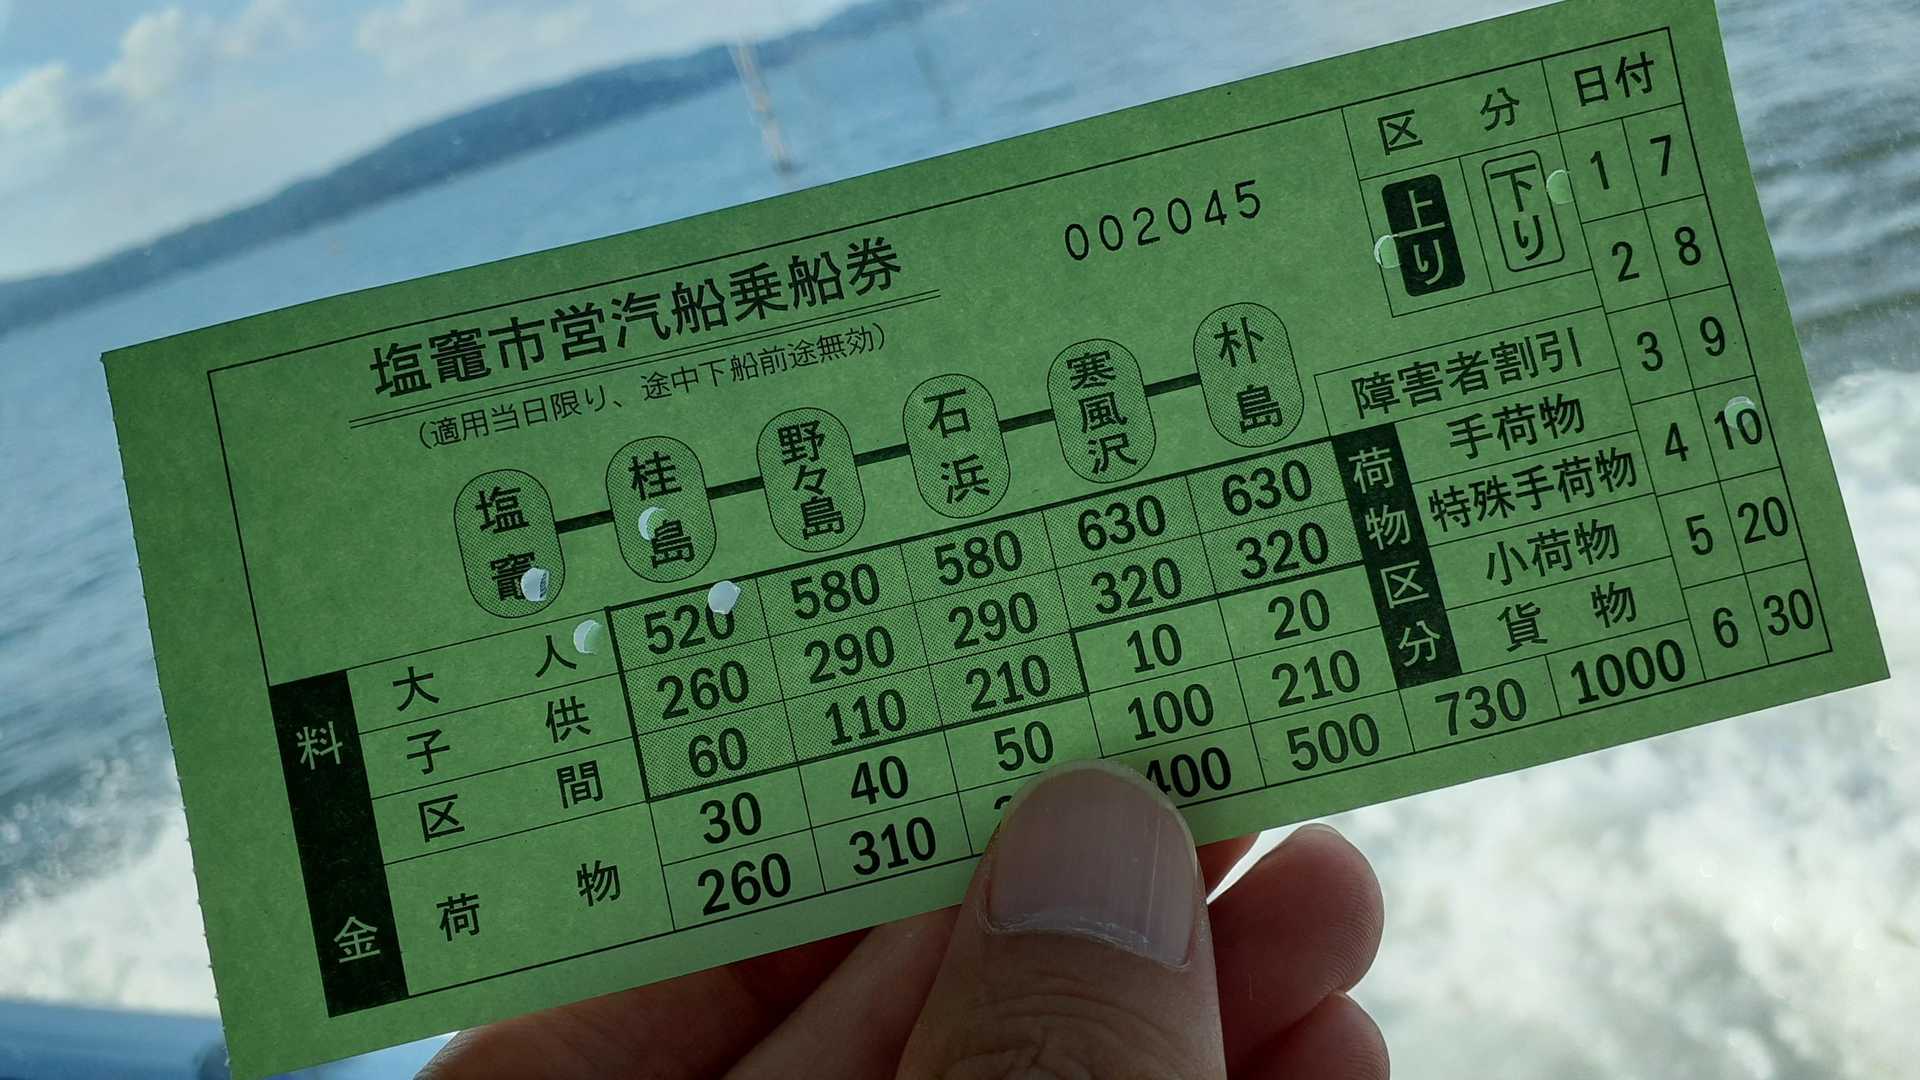 塩竈市営汽船乗船券
（適用当日限り、途中下船前途無効）
002045
塩竈 桂島 野々島 石浜 寒風沢 朴島
料金
大人 520 580 580 630 630
子供 260 290 290 320 320
区間 60 110 210 10 20
荷物 30 40 50 100 210
260 310 400 500 730 1000
区分
上り 下り
障害者割引
荷物区分
手荷物
特殊手荷物
小荷物
貨物
日付
1 7
2 8
3 9
4 10
5 20
6 30